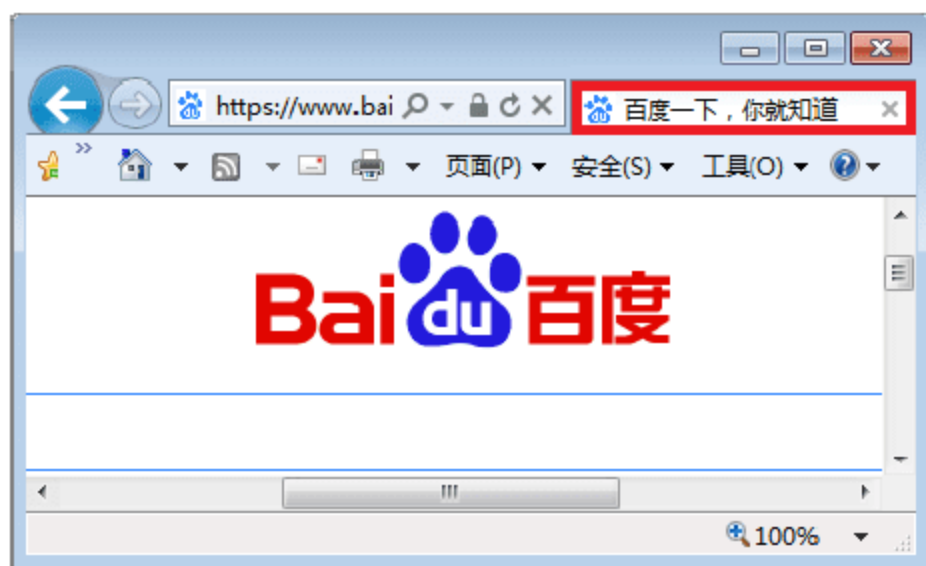 https://www.bai
百度一下，你就知道
页面(P)
安全(S)
工具(O)
Bai du 百度
100%